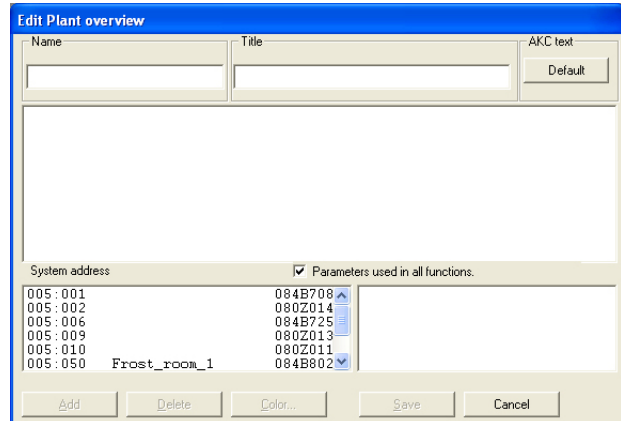 Edit Plant overview
Name Title AKC text
Default
System address Parameters used in all functions.
005:001 084B708
005:002 080Z014
005:006 084B725
005:009 080Z013
005:010 080Z011
005:050 Frost_room_1 084B802
Add Delete Color... Save Cancel